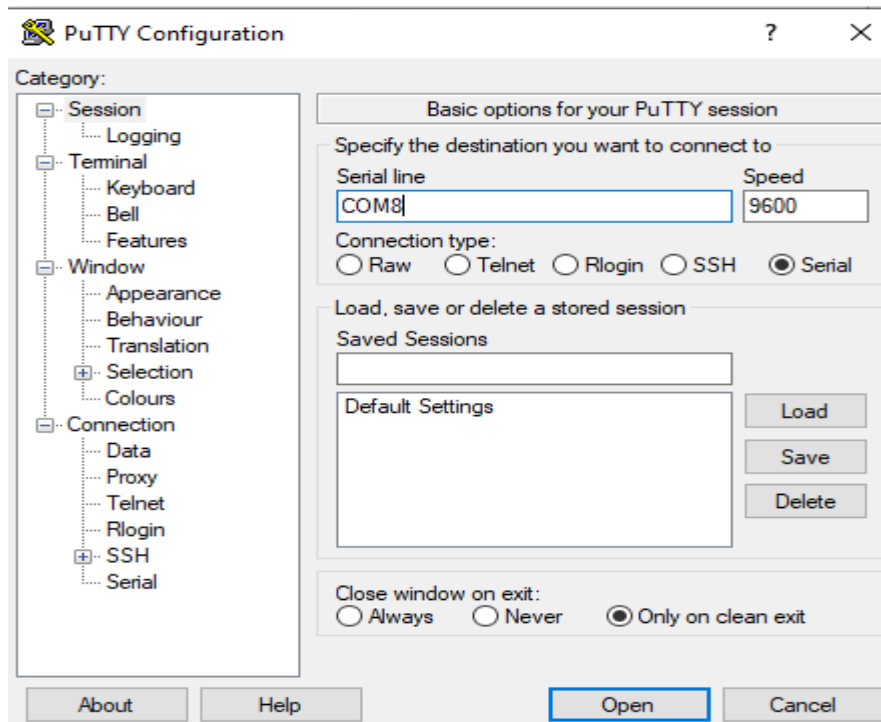 PuTTY Configuration
?
Category:
Session
Logging
Terminal
Keyboard
Bell
Features
Window
Appearance
Behaviour
Translation
Selection
Colours
Connection
Data
Proxy
Telnet
Rlogin
SSH
Serial
Basic options for your PuTTY session
Specify the destination you want to connect to
Serial line Speed
COM8 9600
Connection type:
Raw Telnet Rlogin SSH Serial
Load, save or delete a stored session
Saved Sessions
Default Settings
Load
Save
Delete
Close window on exit:
Always Never Only on clean exit
About Help Open Cancel